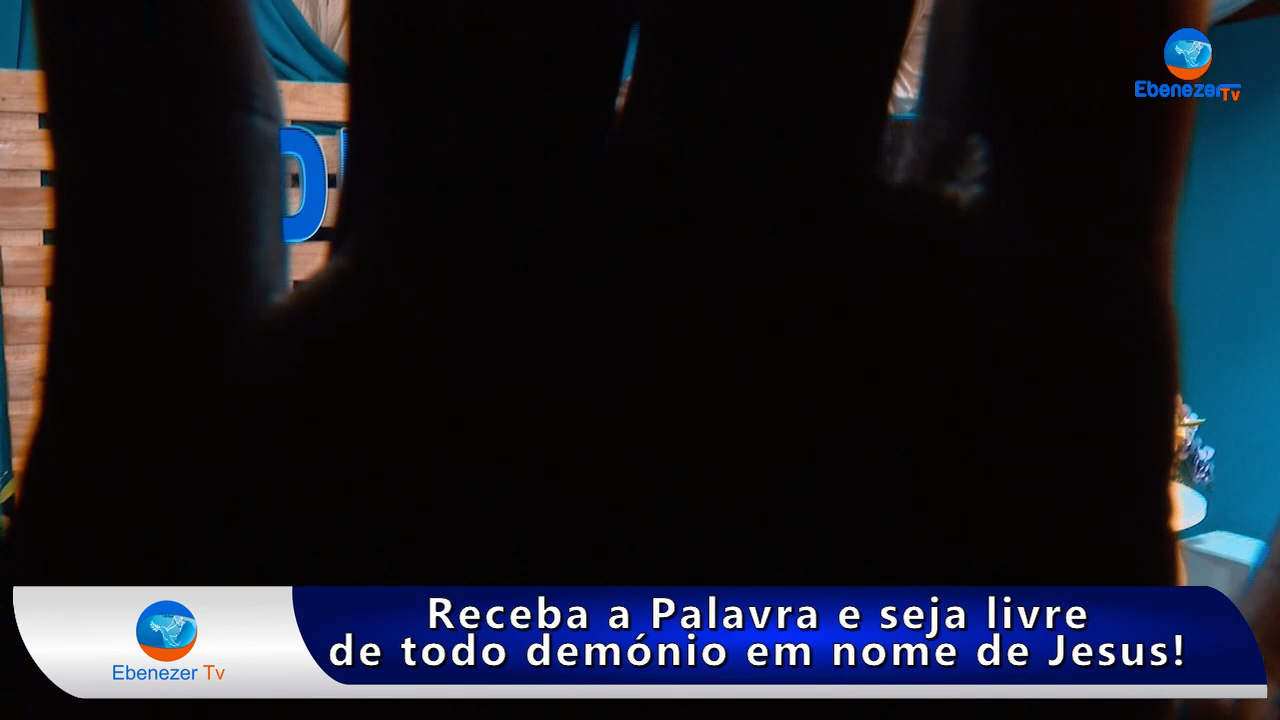 Ebenezer Tv
D
Receba a Palavra e seja livre
de todo demónio em nome de Jesus!
Ebenezer Tv